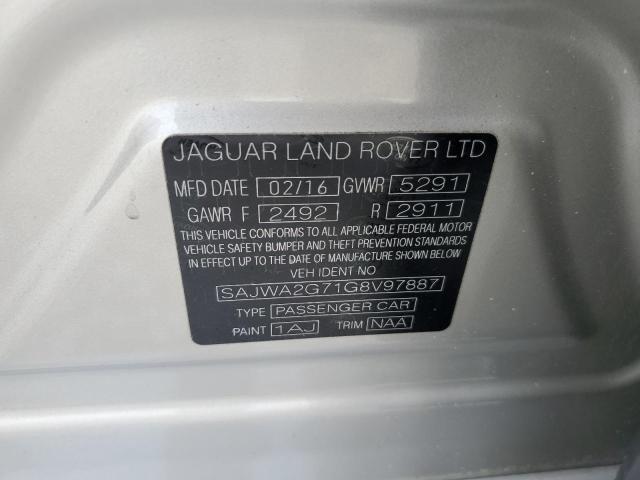 JAGUAR LAND ROVER LTD
MFD DATE 02/16 GVWR 5291
GAWR F 2492 R 2911
THIS VEHICLE CONFORMS TO ALL APPLICABLE FEDERAL MOTOR
VEHICLE SAFETY BUMPER AND THEFT PREVENTION STANDARDS
IN EFFECT UP TO THE DATE OF MANUFACTURE SHOWN BELOW
VEH IDENT NO
SAJWA2G71G8V97887
TYPE PASSENGER CAR
PAINT 1AJ TRIM NAA